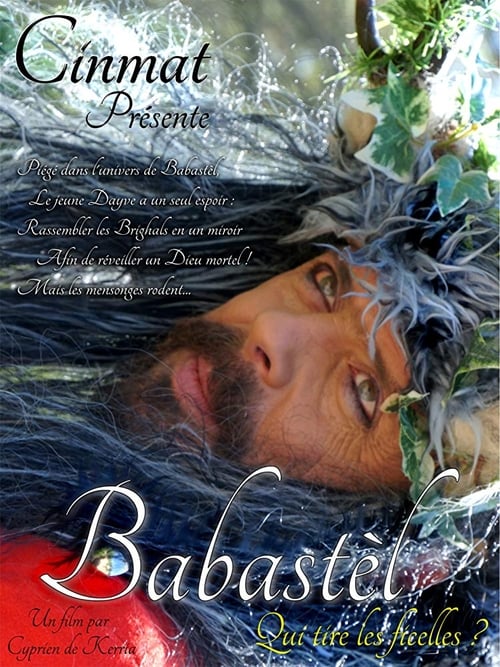 Cinmat
Présente
Piégé dans l'univers de Babastèl,
Le jeune Dayve a un seul espoir :
Rassembler les Brighals en un miroir
Afin de réveiller un Dieu mortel !
Mais les mensonges rodent...
Babastèl
Qui tire les ficelles ?
Un film par
Cyprien de Kerria